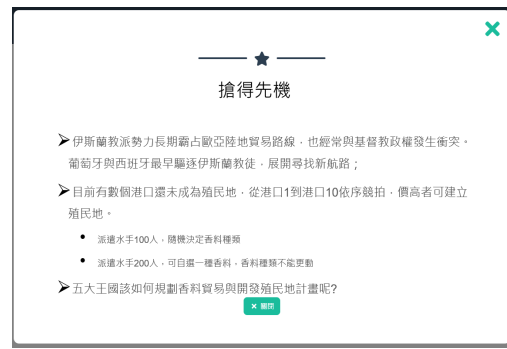 搶得先機
伊斯蘭教派勢力長期霸占歐亞陸地貿易路線，也經常與基督教政權發生衝突。
葡萄牙與西班牙最早驅逐伊斯蘭教徒，展開尋找新航路；
目前有數個港口還未成為殖民地，從港口1到港口10依序競拍，價高者可建立
殖民地。
派遣水手100人，隨機決定香料種類
派遣水手200人，可自選一種香料，香料種類不能更動
五大王國該如何規劃香料貿易與開發殖民地計畫呢?
× 關閉